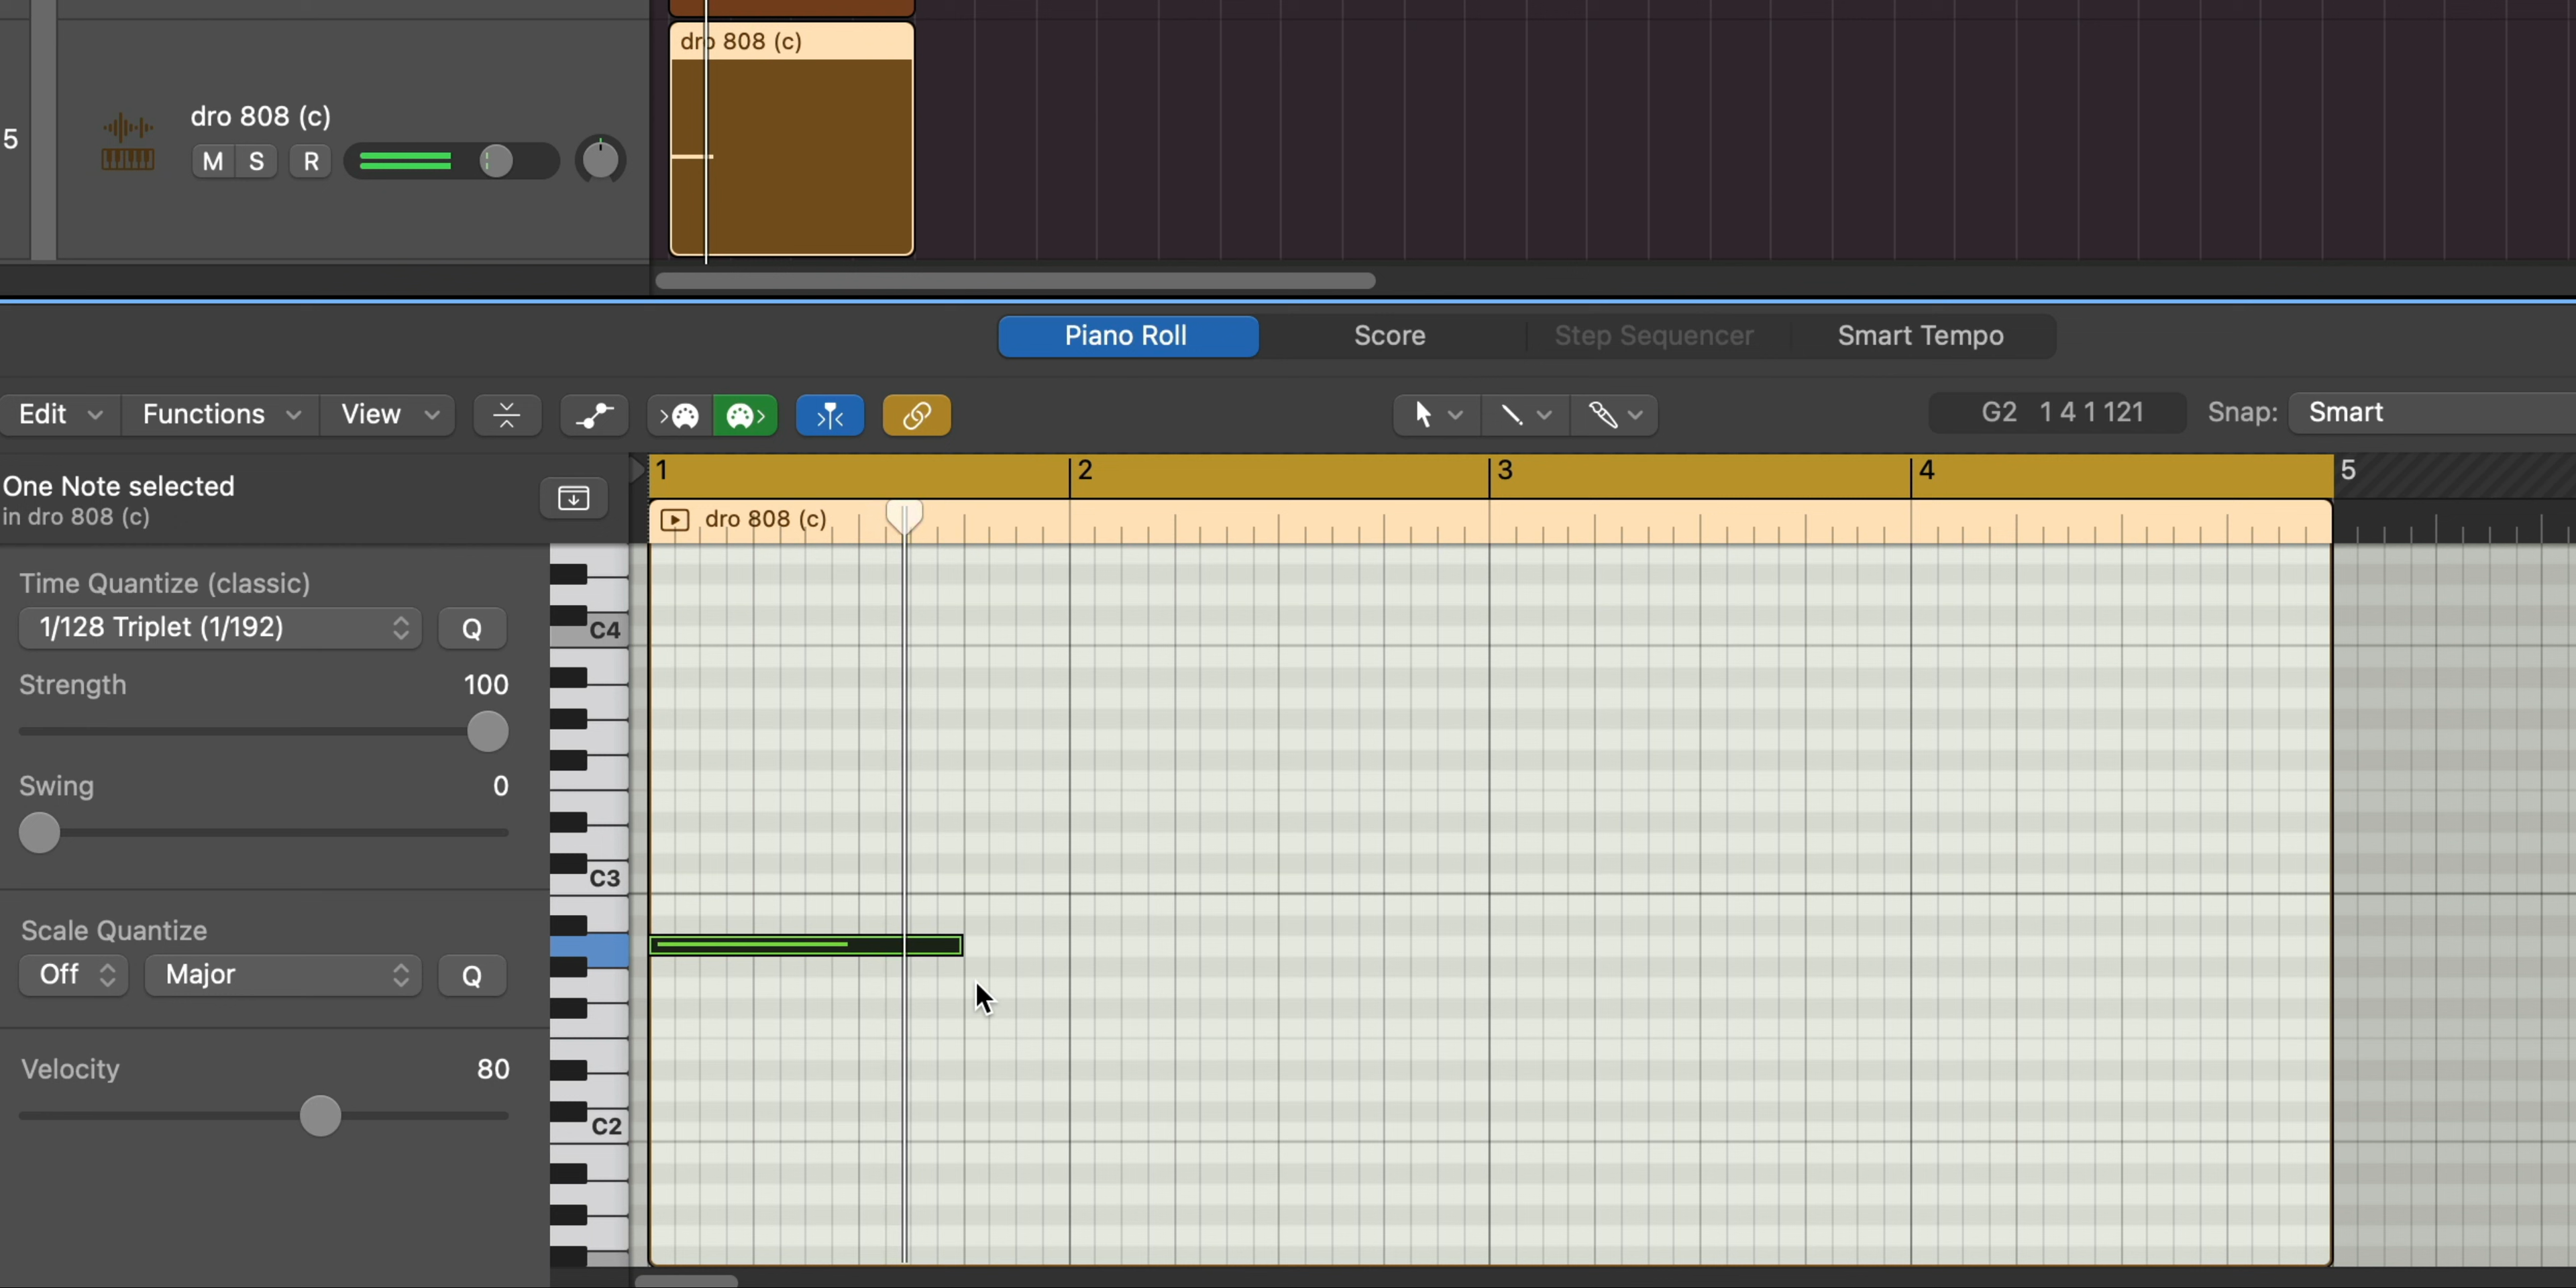 dro 808 (c)
5
dro 808 (c)
M S R
Piano Roll Score Step Sequencer Smart Tempo
Edit Functions View G2 1 4 1 121 Snap: Smart
1 2 3 4 5
One Note selected
in dro 808 (c)
dro 808 (c)
Time Quantize (classic)
1/128 Triplet (1/192) Q
C4
Strength 100
Swing 0
C3
Scale Quantize
Off Major Q
Velocity 80
C2